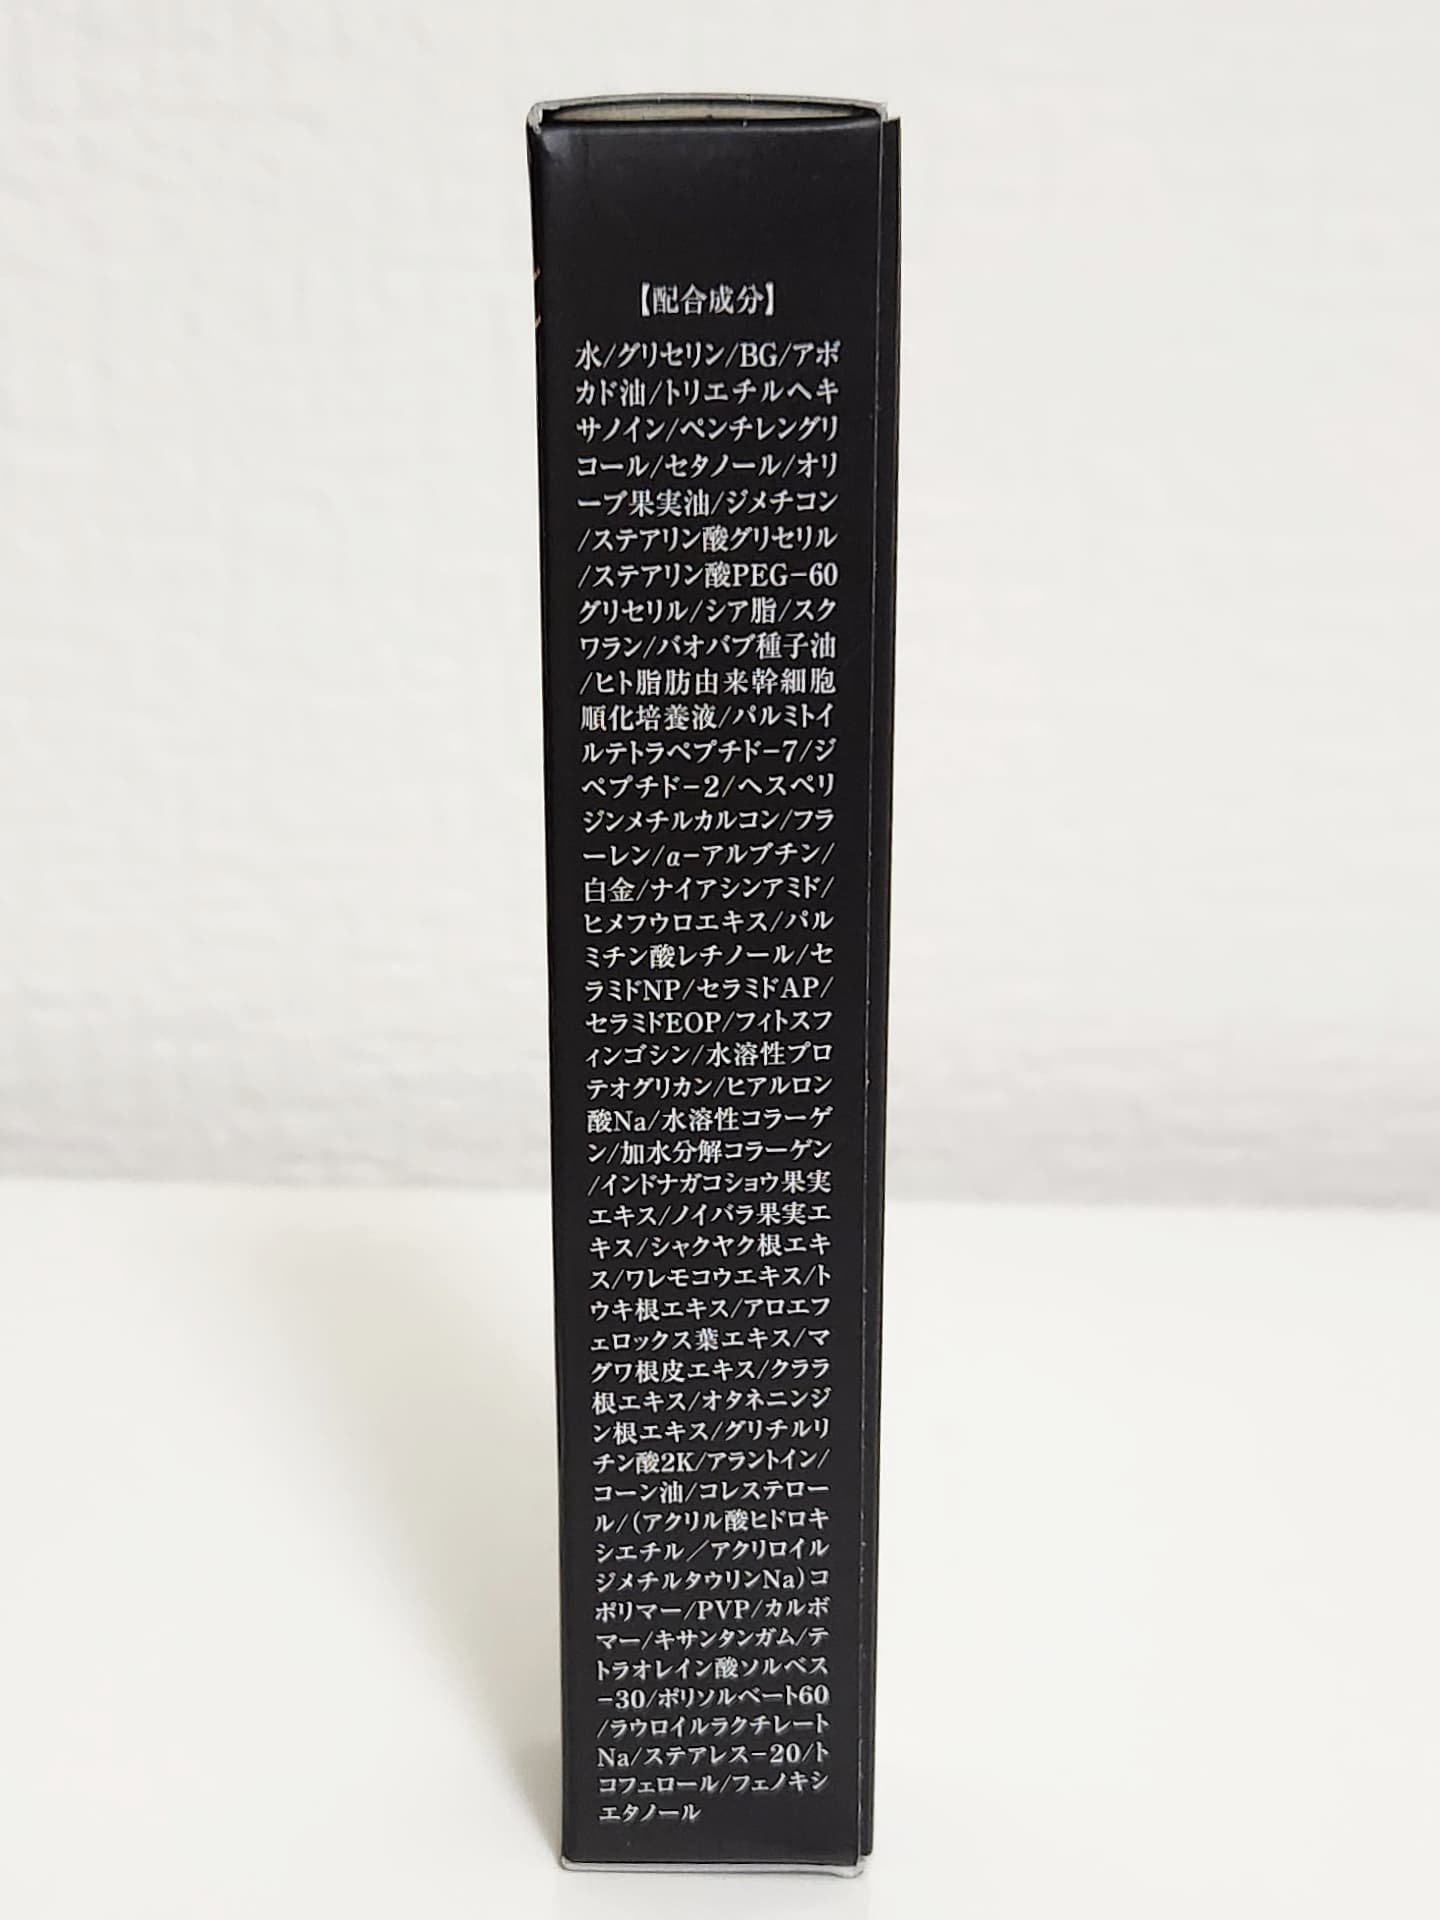 【配合成分】
水/グリセリン/BG/アボ
カド油/トリエチルヘキ
サノイン/ペンチレングリ
コール/セタノール/オリ
ーブ果実油/ジメチコン
/ステアリン酸グリセリル
/ステアリン酸PEG−60
グリセリル/シア脂/スク
ワラン/バオバブ種子油
/ヒト脂肪由来幹細胞
順化培養液/パルミトイ
ルテトラペプチド−7/ジ
ペプチド−2/ヘスペリ
ジンメチルカルコン/フラ
ーレン/α−アルブチン/
白金/ナイアシンアミド/
ヒメフウロエキス/パル
ミチン酸レチノール/セ
ラミドNP/セラミドAP/
セラミドEOP/フィトスフ
ィンゴシン/水溶性プロ
テオグリカン/ヒアルロン
酸Na/水溶性コラーゲ
ン/加水分解コラーゲン
/インドナガコショウ果実
エキス/ノイバラ果実エ
キス/シャクヤク根エキ
ス/ワレモコウエキス/ト
ウキ根エキス/アロエフ
ェロックス葉エキス/マ
グワ根皮エキス/クララ
根エキス/オタネニンジ
ン根エキス/グリチルリ
チン酸2K/アラントイン/
コーン油/コレステロー
ル/(アクリル酸ヒドロキ
シエチル／アクリロイル
ジメチルタウリンNa)コ
ポリマー/PVP/カルボ
マー/キサンタンガム/テ
トラオレイン酸ソルベス
−30/ポリソルベート60
/ラウロイルラクチレート
Na/ステアレス−20/ト
コフェロール/フェノキシ
エタノール